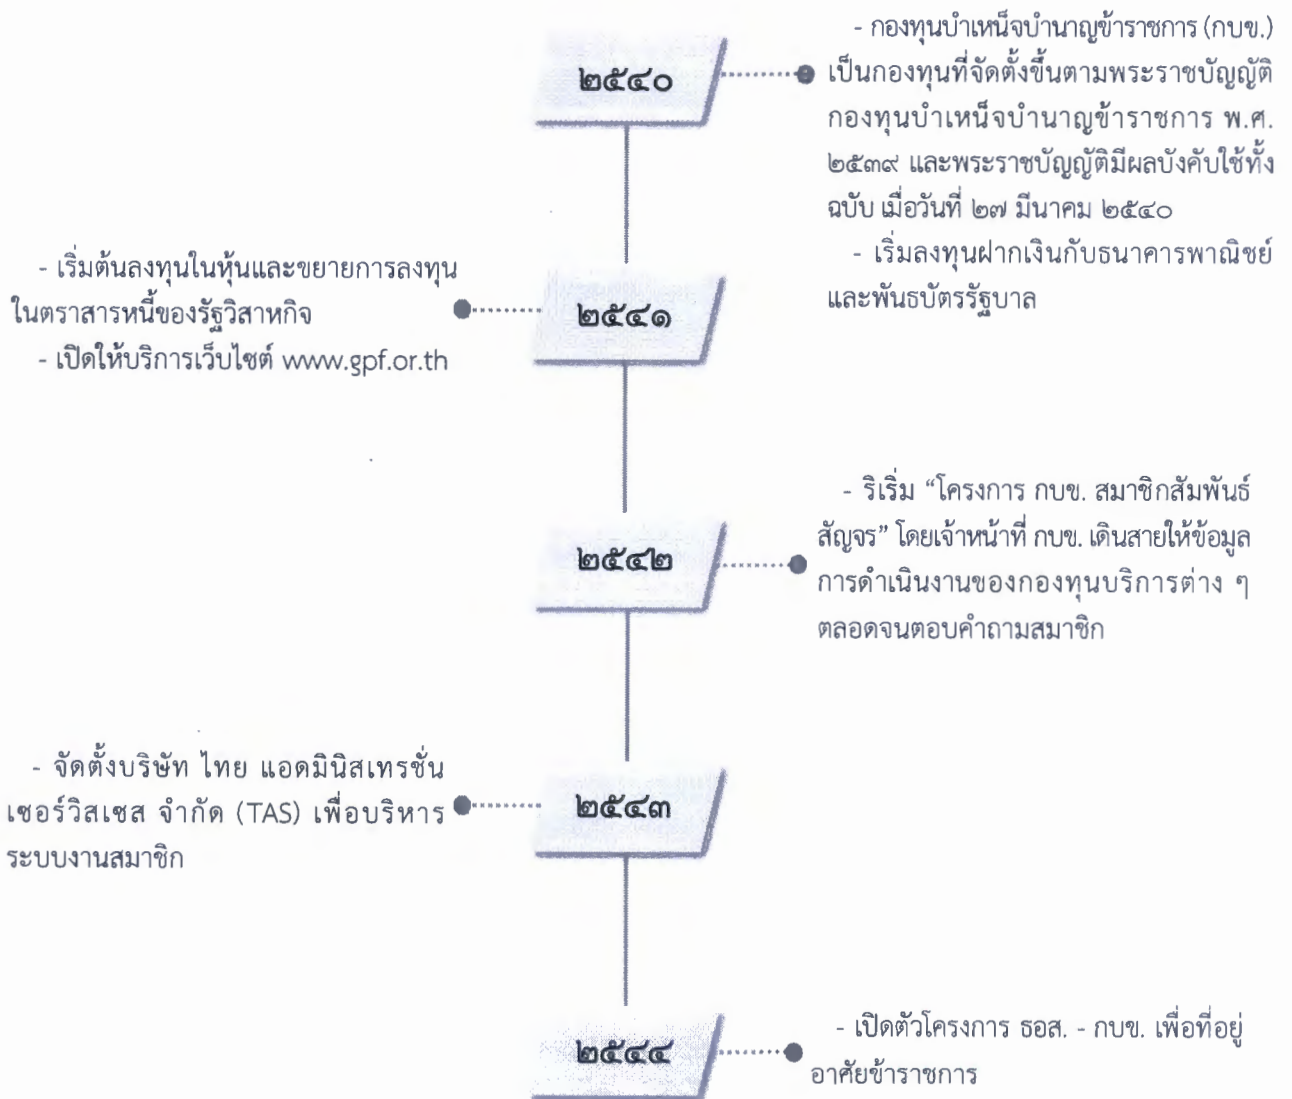 ๒๕๔๐
- กองทุนบำเหน็จบำนาญข้าราชการ (กบข.)
เป็นกองทุนที่จัดตั้งขึ้นตามพระราชบัญญัติ
กองทุนบำเหน็จบำนาญข้าราชการ พ.ศ.
๒๕๓๙ และพระราชบัญญัติมีผลบังคับใช้ทั้ง
ฉบับ เมื่อวันที่ ๒๗ มีนาคม ๒๕๔๐
- เริ่มลงทุนฝากเงินกับธนาคารพาณิชย์
และพันธบัตรรัฐบาล
๒๕๔๑
- เริ่มต้นลงทุนในหุ้นและขยายการลงทุน
ในตราสารหนี้ของรัฐวิสาหกิจ
- เปิดให้บริการเว็บไซต์ www.gpf.or.th
๒๕๔๒
- ริเริ่ม “โครงการ กบข. สมาชิกสัมพันธ์
สัญจร” โดยเจ้าหน้าที่ กบข. เดินสายให้ข้อมูล
การดำเนินงานของกองทุนบริการต่าง ๆ
ตลอดจนตอบคำถามสมาชิก
๒๕๔๓
- จัดตั้งบริษัท ไทย แอดมินิสเทรชั่น
เซอร์วิสเซส จำกัด (TAS) เพื่อบริหาร
ระบบงานสมาชิก
๒๕๔๔
- เปิดตัวโครงการ ธอส. - กบข. เพื่อที่อยู่
อาศัยข้าราชการ